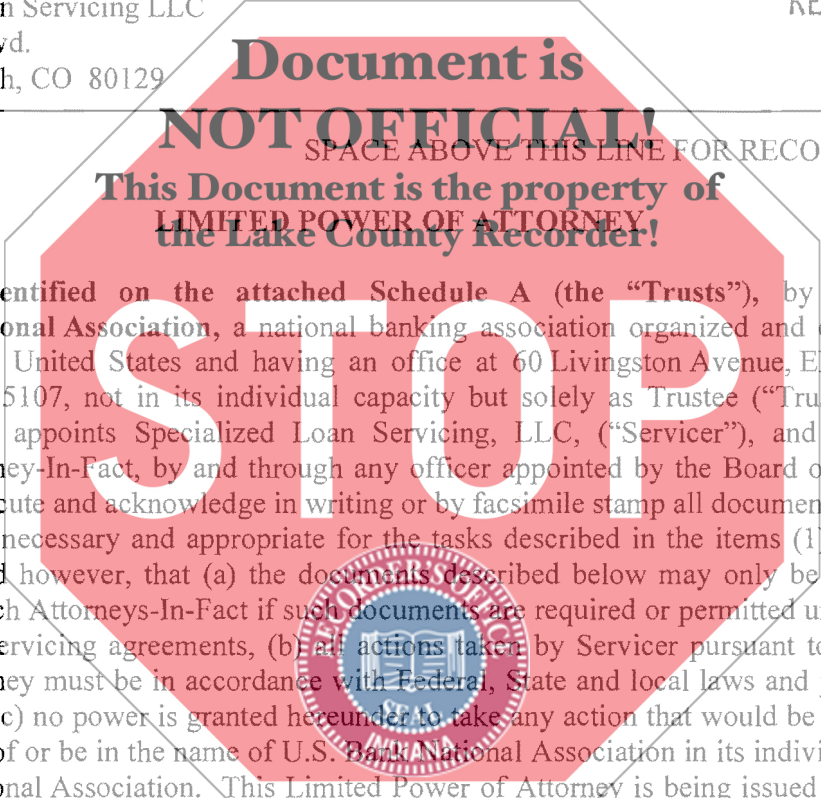 n Servicing LLC
vd.
h, CO 80129
Document is
NOT OFFICIAL!
SPACE ABOVE THIS LINE FOR RECO
This Document is the property of
LIMITED POWER OF ATTORNEY
the Lake County Recorder!
entified on the attached Schedule A (the “Trusts”), by
onal Association, a national banking association organized and
United States and having an office at 60 Livingston Avenue, E
5107, not in its individual capacity but solely as Trustee (“Tru
appoints Specialized Loan Servicing, LLC, (“Servicer”), and
ney-In-Fact, by and through any officer appointed by the Board o
cute and acknowledge in writing or by facsimile stamp all documen
necessary and appropriate for the tasks described in the items (1)
d however, that (a) the documents described below may only be
ch Attorneys-In-Fact if such documents are required or permitted u
ervicing agreements, (b) all actions taken by Servicer pursuant to
ney must be in accordance with Federal, State and local laws and
c) no power is granted hereunder to take any action that would be
of or be in the name of U.S. Bank National Association in its indivi
onal Association. This Limited Power of Attorney is being issued
STOP
SEAL
INDIANA